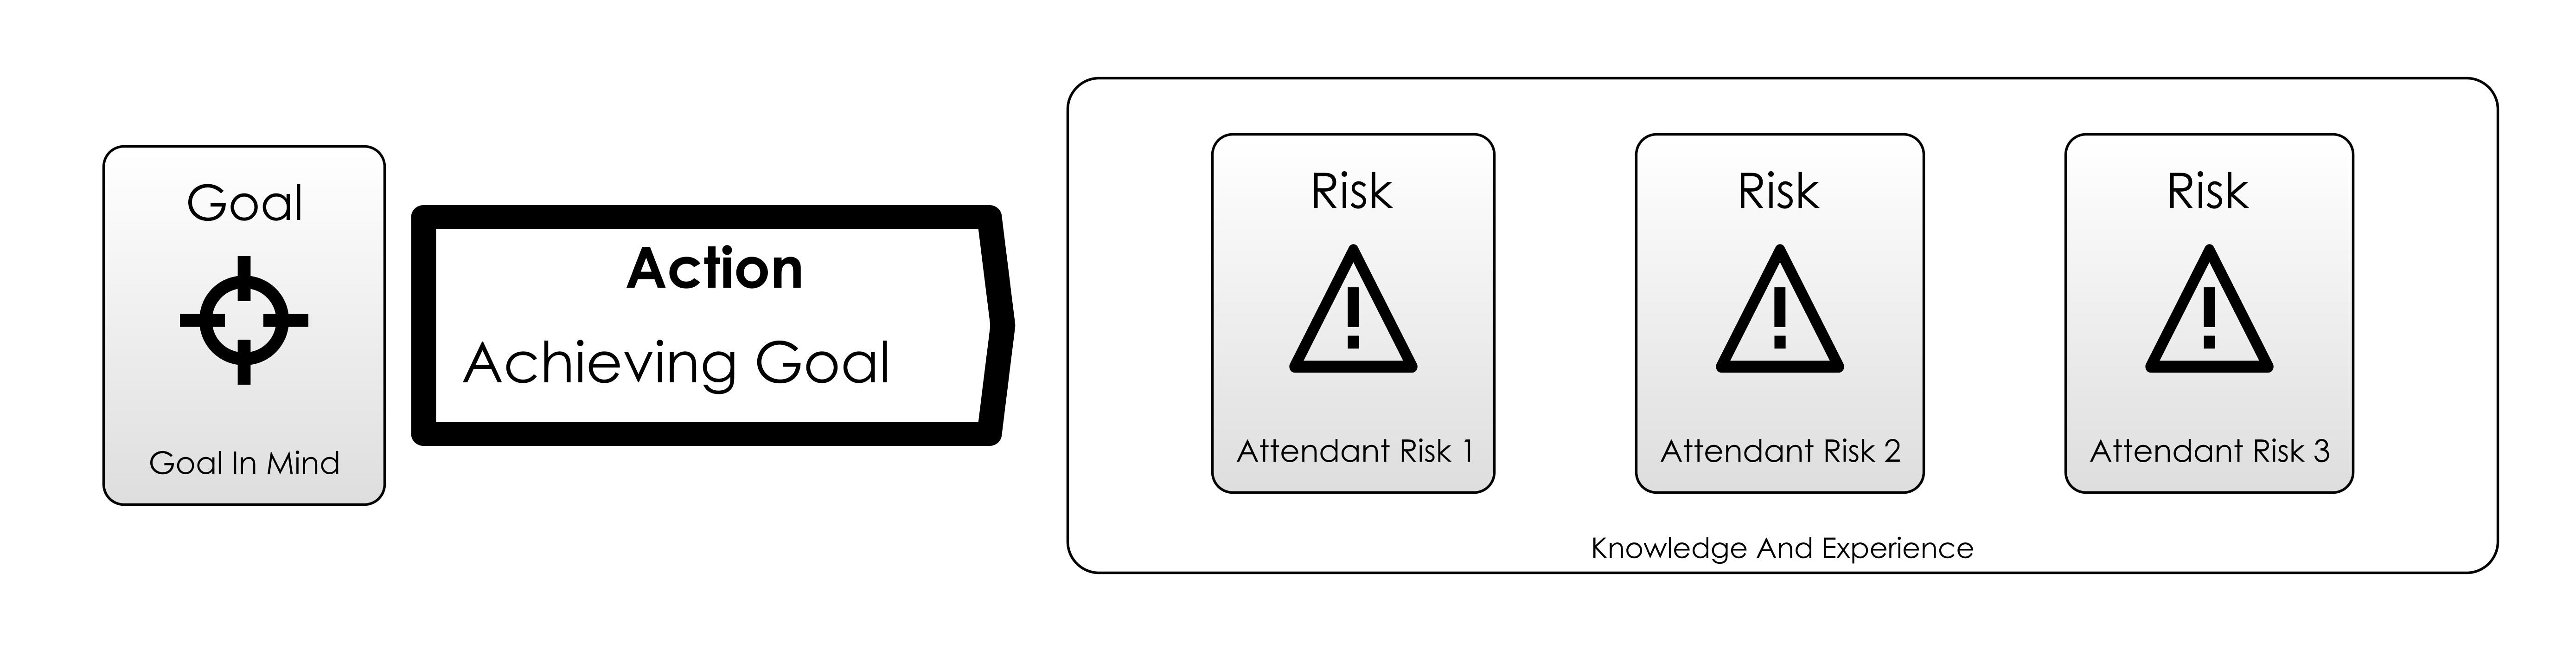 Goal
Goal In Mind
Action
Achieving Goal
Risk
Attendant Risk 1
Risk
Attendant Risk 2
Risk
Attendant Risk 3
Knowledge And Experience